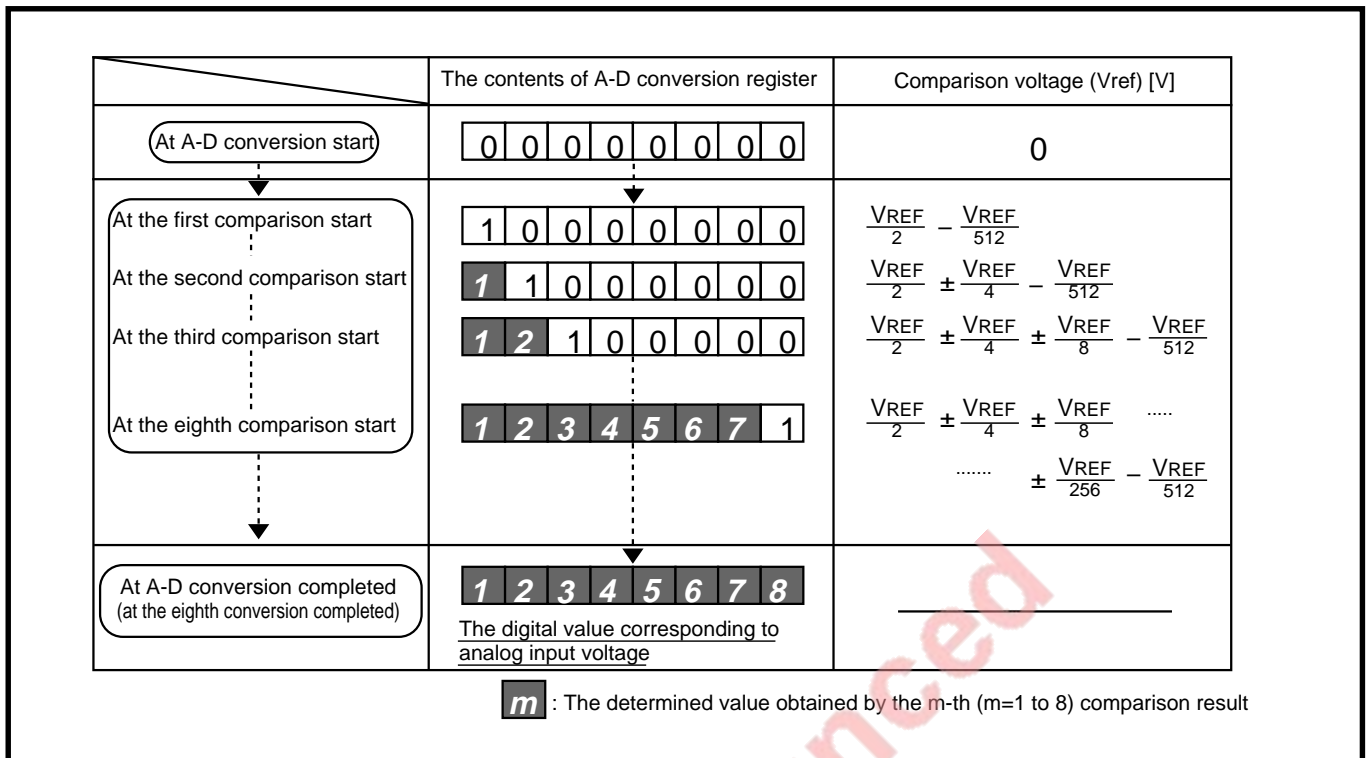 The contents of A-D conversion register Comparison voltage (Vref) [V]
At A-D conversion start 0 0 0 0 0 0 0 0 0
At the first comparison start 1 0 0 0 0 0 0 0 VREF/2 – VREF/512
At the second comparison start 1 1 0 0 0 0 0 0 VREF/2 ± VREF/4 – VREF/512
At the third comparison start 1 2 1 0 0 0 0 0 VREF/2 ± VREF/4 ± VREF/8 – VREF/512
At the eighth comparison start 1 2 3 4 5 6 7 1 VREF/2 ± VREF/4 ± VREF/8 .....
....... ± VREF/256 – VREF/512
At A-D conversion completed
(at the eighth conversion completed)
1 2 3 4 5 6 7 8
The digital value corresponding to
analog input voltage
m : The determined value obtained by the m-th (m=1 to 8) comparison result